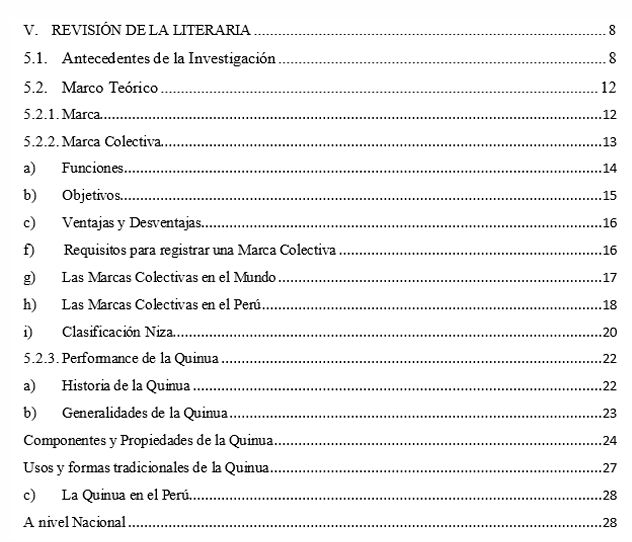 V. REVISIÓN DE LA LITERARIA 8
5.1. Antecedentes de la Investigación 8
5.2. Marco Teórico 12
5.2.1. Marca 12
5.2.2. Marca Colectiva 13
a) Funciones 14
b) Objetivos 15
c) Ventajas y Desventajas 16
f) Requisitos para registrar una Marca Colectiva 16
g) Las Marcas Colectivas en el Mundo 17
h) Las Marcas Colectivas en el Perú 18
i) Clasificación Niza 20
5.2.3. Performance de la Quinua 22
a) Historia de la Quinua 22
b) Generalidades de la Quinua 23
Componentes y Propiedades de la Quinua 24
Usos y formas tradicionales de la Quinua 27
c) La Quinua en el Perú 28
A nivel Nacional 28